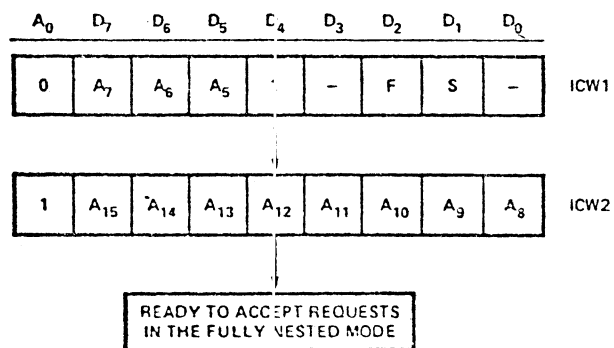 A₀ D₇ D₆ D₅ D₄ D₃ D₂ D₁ D₀
0 A₇ A₆ A₅ – F S – ICW1
1 A₁₅ A₁₄ A₁₃ A₁₂ A₁₁ A₁₀ A₉ A₈ ICW2
READY TO ACCEPT REQUESTS
IN THE FULLY NESTED MODE